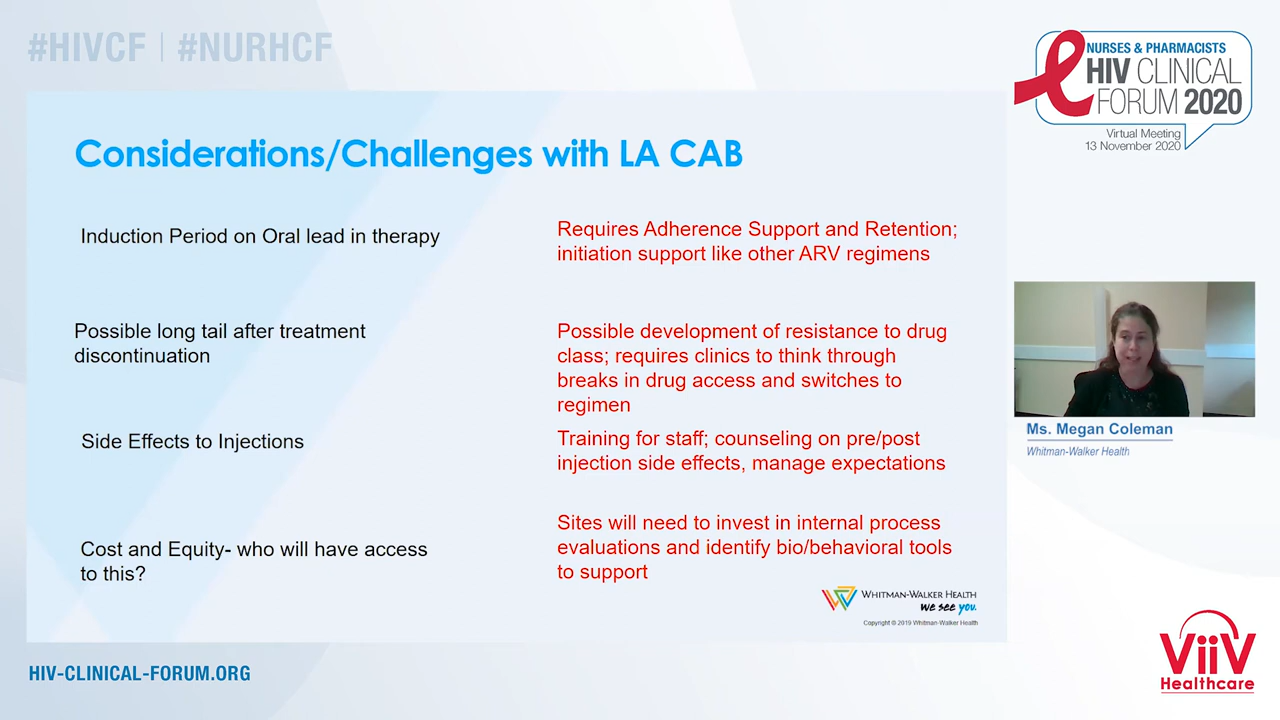 #HIVCF | #NURHCF
NURSES & PHARMACISTS
HIV CLINICAL
FORUM 2020
Virtual Meeting
13 November 2020
Considerations/Challenges with LA CAB
Induction Period on Oral lead in therapy
Requires Adherence Support and Retention;
initiation support like other ARV regimens
Possible long tail after treatment
discontinuation
Possible development of resistance to drug
class; requires clinics to think through
breaks in drug access and switches to
regimen
Side Effects to Injections
Training for staff; counseling on pre/post
injection side effects, manage expectations
Cost and Equity- who will have access
to this?
Sites will need to invest in internal process
evaluations and identify bio/behavioral tools
to support
WHITMAN-WALKER HEALTH
we see you.
Copyright © 2019 Whitman-Walker Health
Ms. Megan Coleman
Whitman-Walker Health
HIV-CLINICAL-FORUM.ORG
ViiV
Healthcare